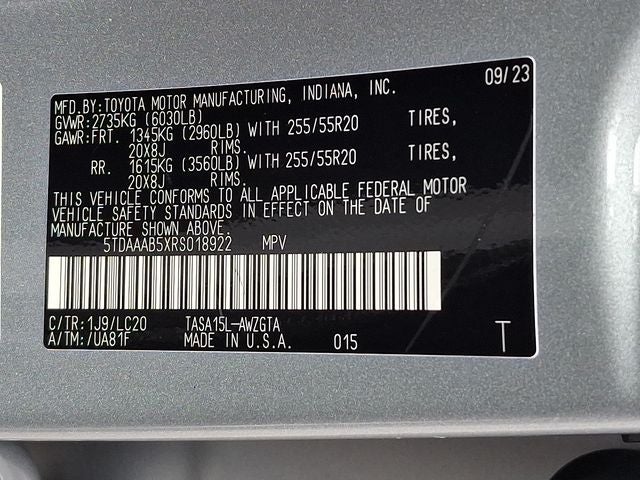 09/23
MFD.BY:TOYOTA MOTOR MANUFACTURING, INDIANA, INC.
GVWR:2735KG (6030LB)
GAWR:FRT. 1345KG (2960LB) WITH 255/55R20 TIRES,
20X8J RIMS.
RR. 1615KG (3560LB) WITH 255/55R20 TIRES,
20X8J RIMS.
THIS VEHICLE CONFORMS TO ALL APPLICABLE FEDERAL MOTOR
VEHICLE SAFETY STANDARDS IN EFFECT ON THE DATE OF
MANUFACTURE SHOWN ABOVE.
5TDAAAB5XRS018922 MPV
C/TR:1J9/LC20 TASA15L-AWZGTA
A/TM:/UA81F MADE IN U.S.A. 015 T